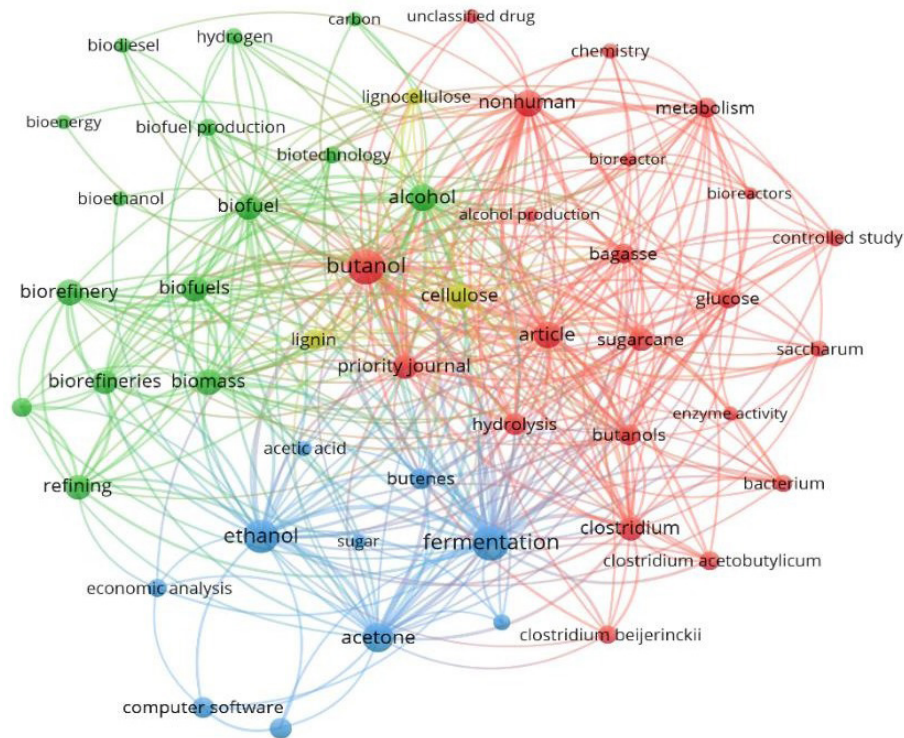 unclassified drug
carbon
hydrogen
biodiesel
chemistry
lignocellulose
nonhuman
metabolism
bioenergy
biofuel production
biotechnology
bioreactor
bioethanol
biofuel
alcohol
bioreactors
alcohol production
controlled study
bagasse
butanol
biorefinery
biofuels
cellulose
glucose
lignin
article
sugarcane
saccharum
priority journal
biorefineries
biomass
enzyme activity
hydrolysis
butanols
acetic acid
butenes
bacterium
refining
clostridium
ethanol
sugar
fermentation
clostridium acetobutylicum
economic analysis
acetone
clostridium beijerinckii
computer software